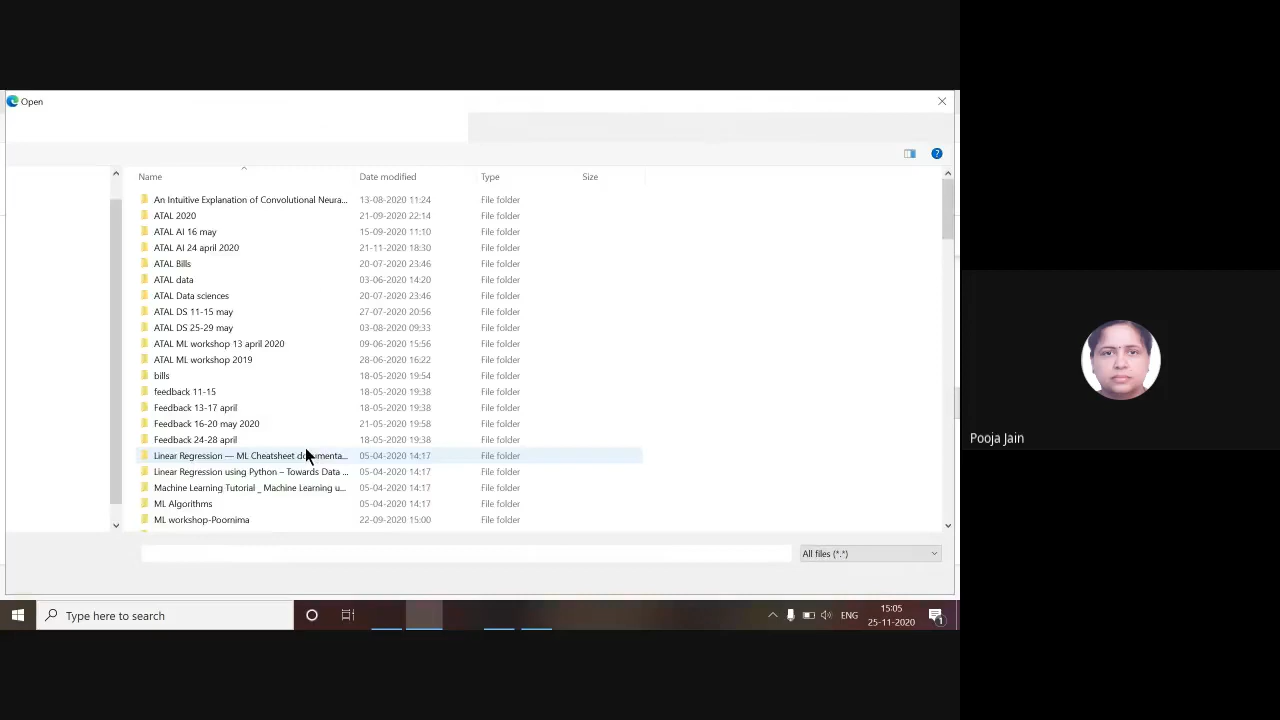 Open
Name Date modified Type Size
An Intuitive Explanation of Convolutional Neura... 13-08-2020 11:24 File folder
ATAL 2020 21-09-2020 22:14 File folder
ATAL AI 16 may 15-09-2020 11:10 File folder
ATAL AI 24 april 2020 21-11-2020 18:30 File folder
ATAL Bills 20-07-2020 23:46 File folder
ATAL data 03-06-2020 14:20 File folder
ATAL Data sciences 20-07-2020 23:46 File folder
ATAL DS 11-15 may 27-07-2020 20:56 File folder
ATAL DS 25-29 may 03-08-2020 09:33 File folder
ATAL ML workshop 13 april 2020 09-06-2020 15:56 File folder
ATAL ML workshop 2019 28-06-2020 16:22 File folder
bills 18-05-2020 19:54 File folder
feedback 11-15 18-05-2020 19:38 File folder
Feedback 13-17 april 18-05-2020 19:38 File folder
Feedback 16-20 may 2020 21-05-2020 19:58 File folder
Feedback 24-28 april 18-05-2020 19:38 File folder
Pooja Jain
Linear Regression — ML Cheatsheet documenta... 05-04-2020 14:17 File folder
Linear Regression using Python – Towards Data ... 05-04-2020 14:17 File folder
Machine Learning Tutorial _ Machine Learning u... 05-04-2020 14:17 File folder
ML Algorithms 05-04-2020 14:17 File folder
ML workshop-Poornima 22-09-2020 15:00 File folder
All files (*.*)
Type here to search
ENG
15:05
25-11-2020
1